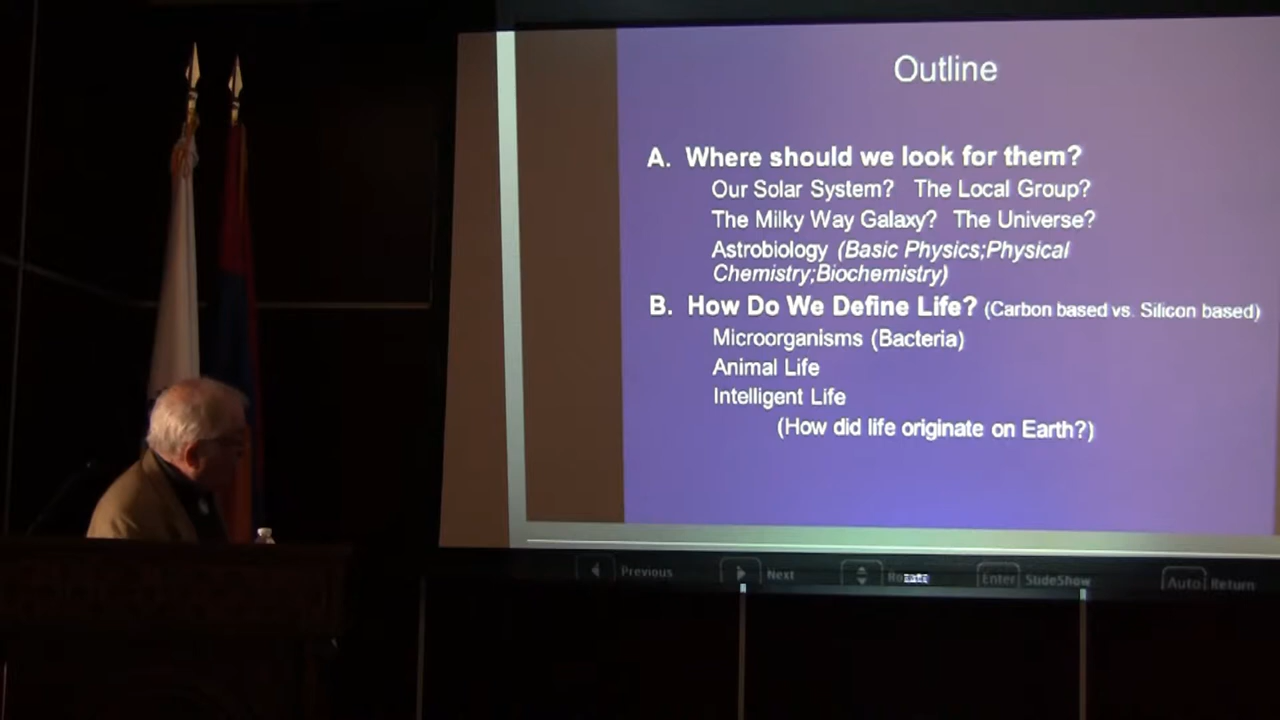 Outline
A. Where should we look for them?
Our Solar System? The Local Group?
The Milky Way Galaxy? The Universe?
Astrobiology (Basic Physics;Physical
Chemistry;Biochemistry)
B. How Do We Define Life? (Carbon based vs. Silicon based)
Microorganisms (Bacteria)
Animal Life
Intelligent Life
(How did life originate on Earth?)
Previous Next Rotate Enter SlideShow Auto Return